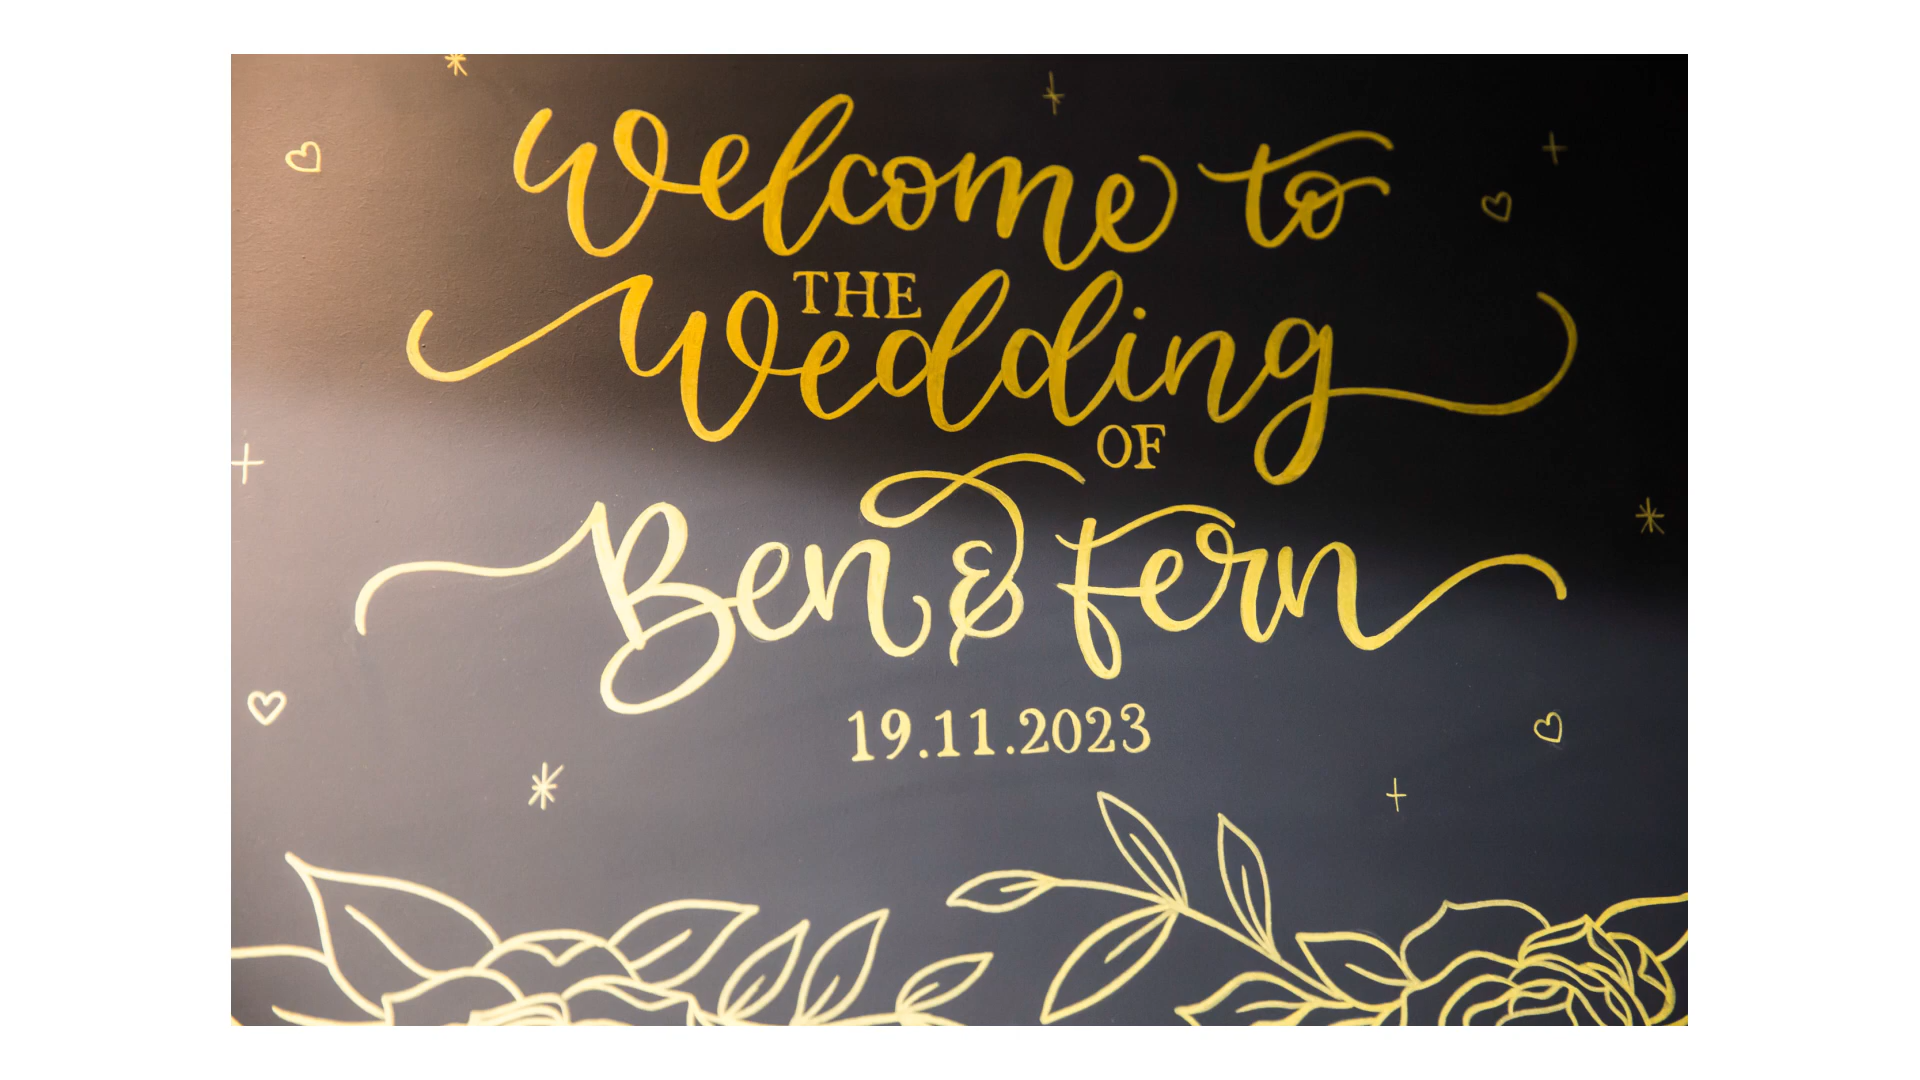 welcome to
THE
wedding
OF
Ben & Fern
19.11.2023